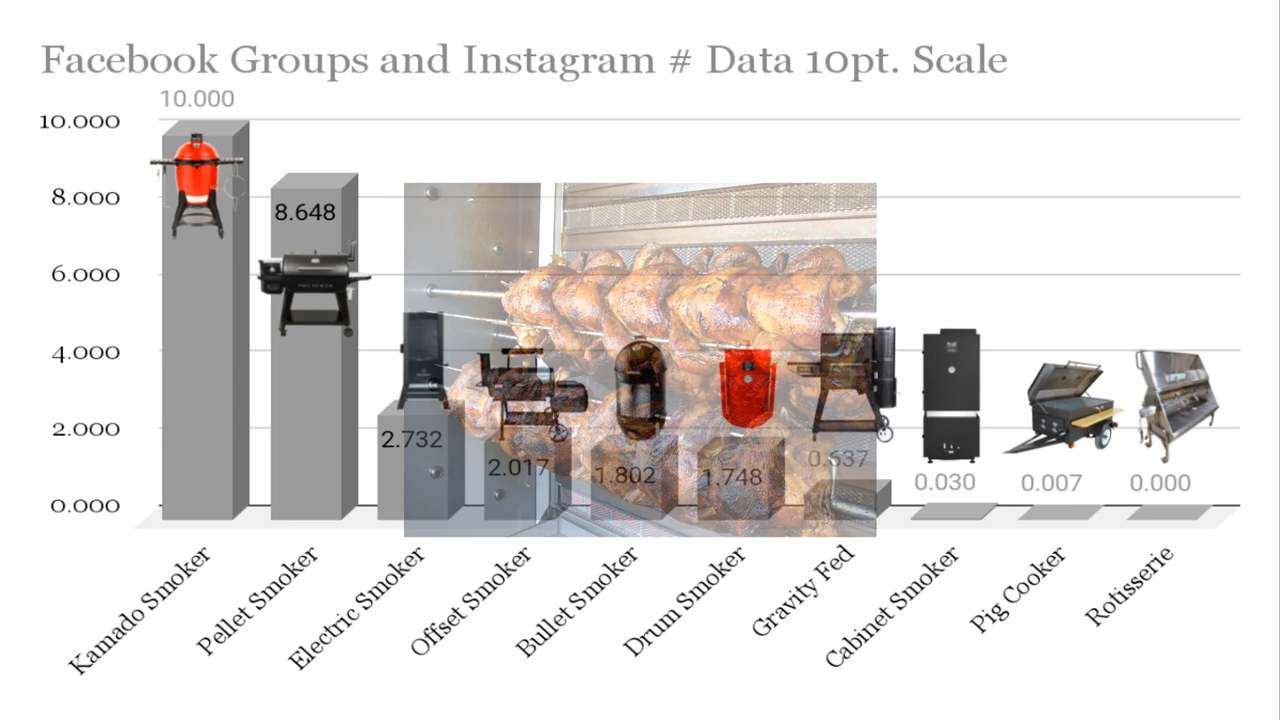 Facebook Groups and Instagram # Data 10pt. Scale
10.000
10.000
8.000
8.648
6.000
4.000
2.000
2.732
2.017
1.802
1.748
0.637
0.030
0.007
0.000
0.000
Kamado Smoker
Pellet Smoker
Electric Smoker
Offset Smoker
Bullet Smoker
Drum Smoker
Gravity Fed
Cabinet Smoker
Pig Cooker
Rotisserie